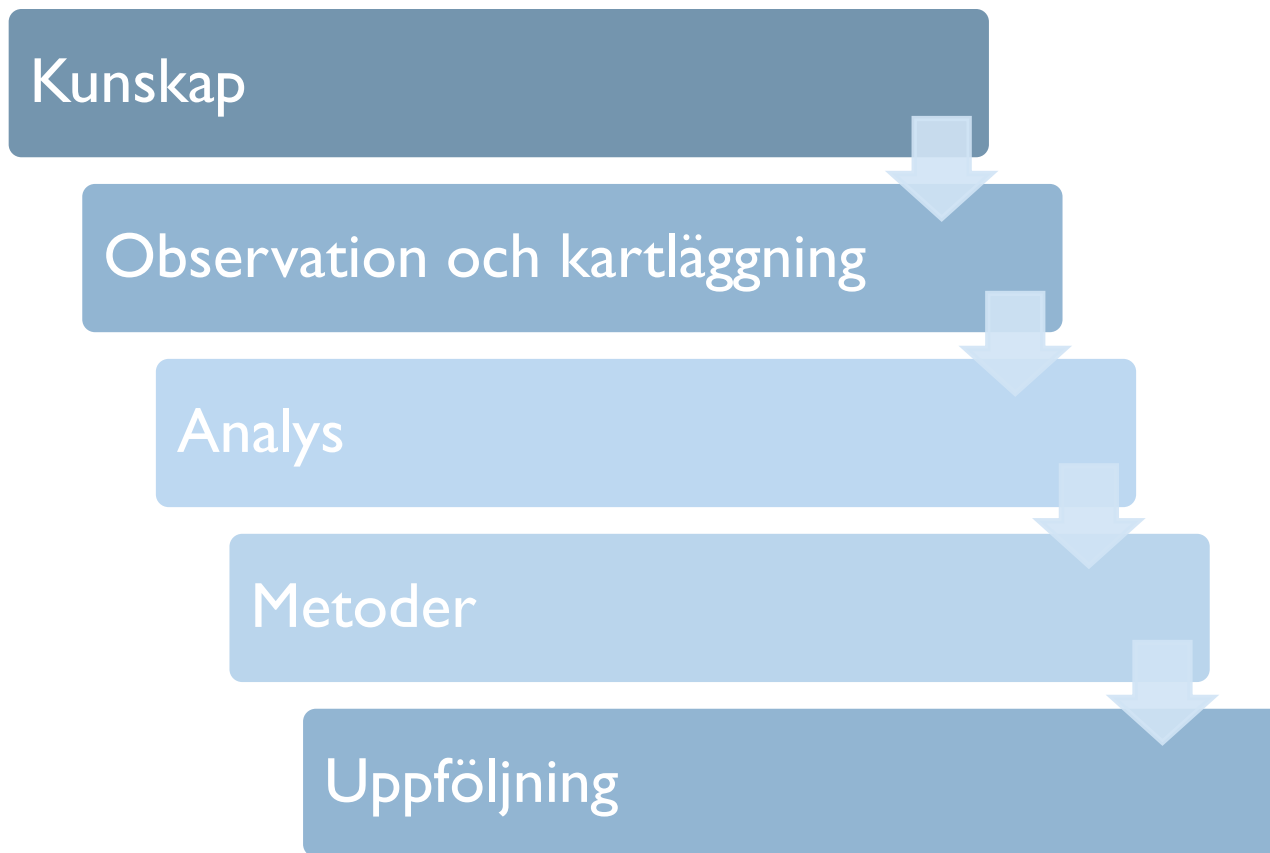 Kunskap
Observation och kartläggning
Analys
Metoder
Uppföljning